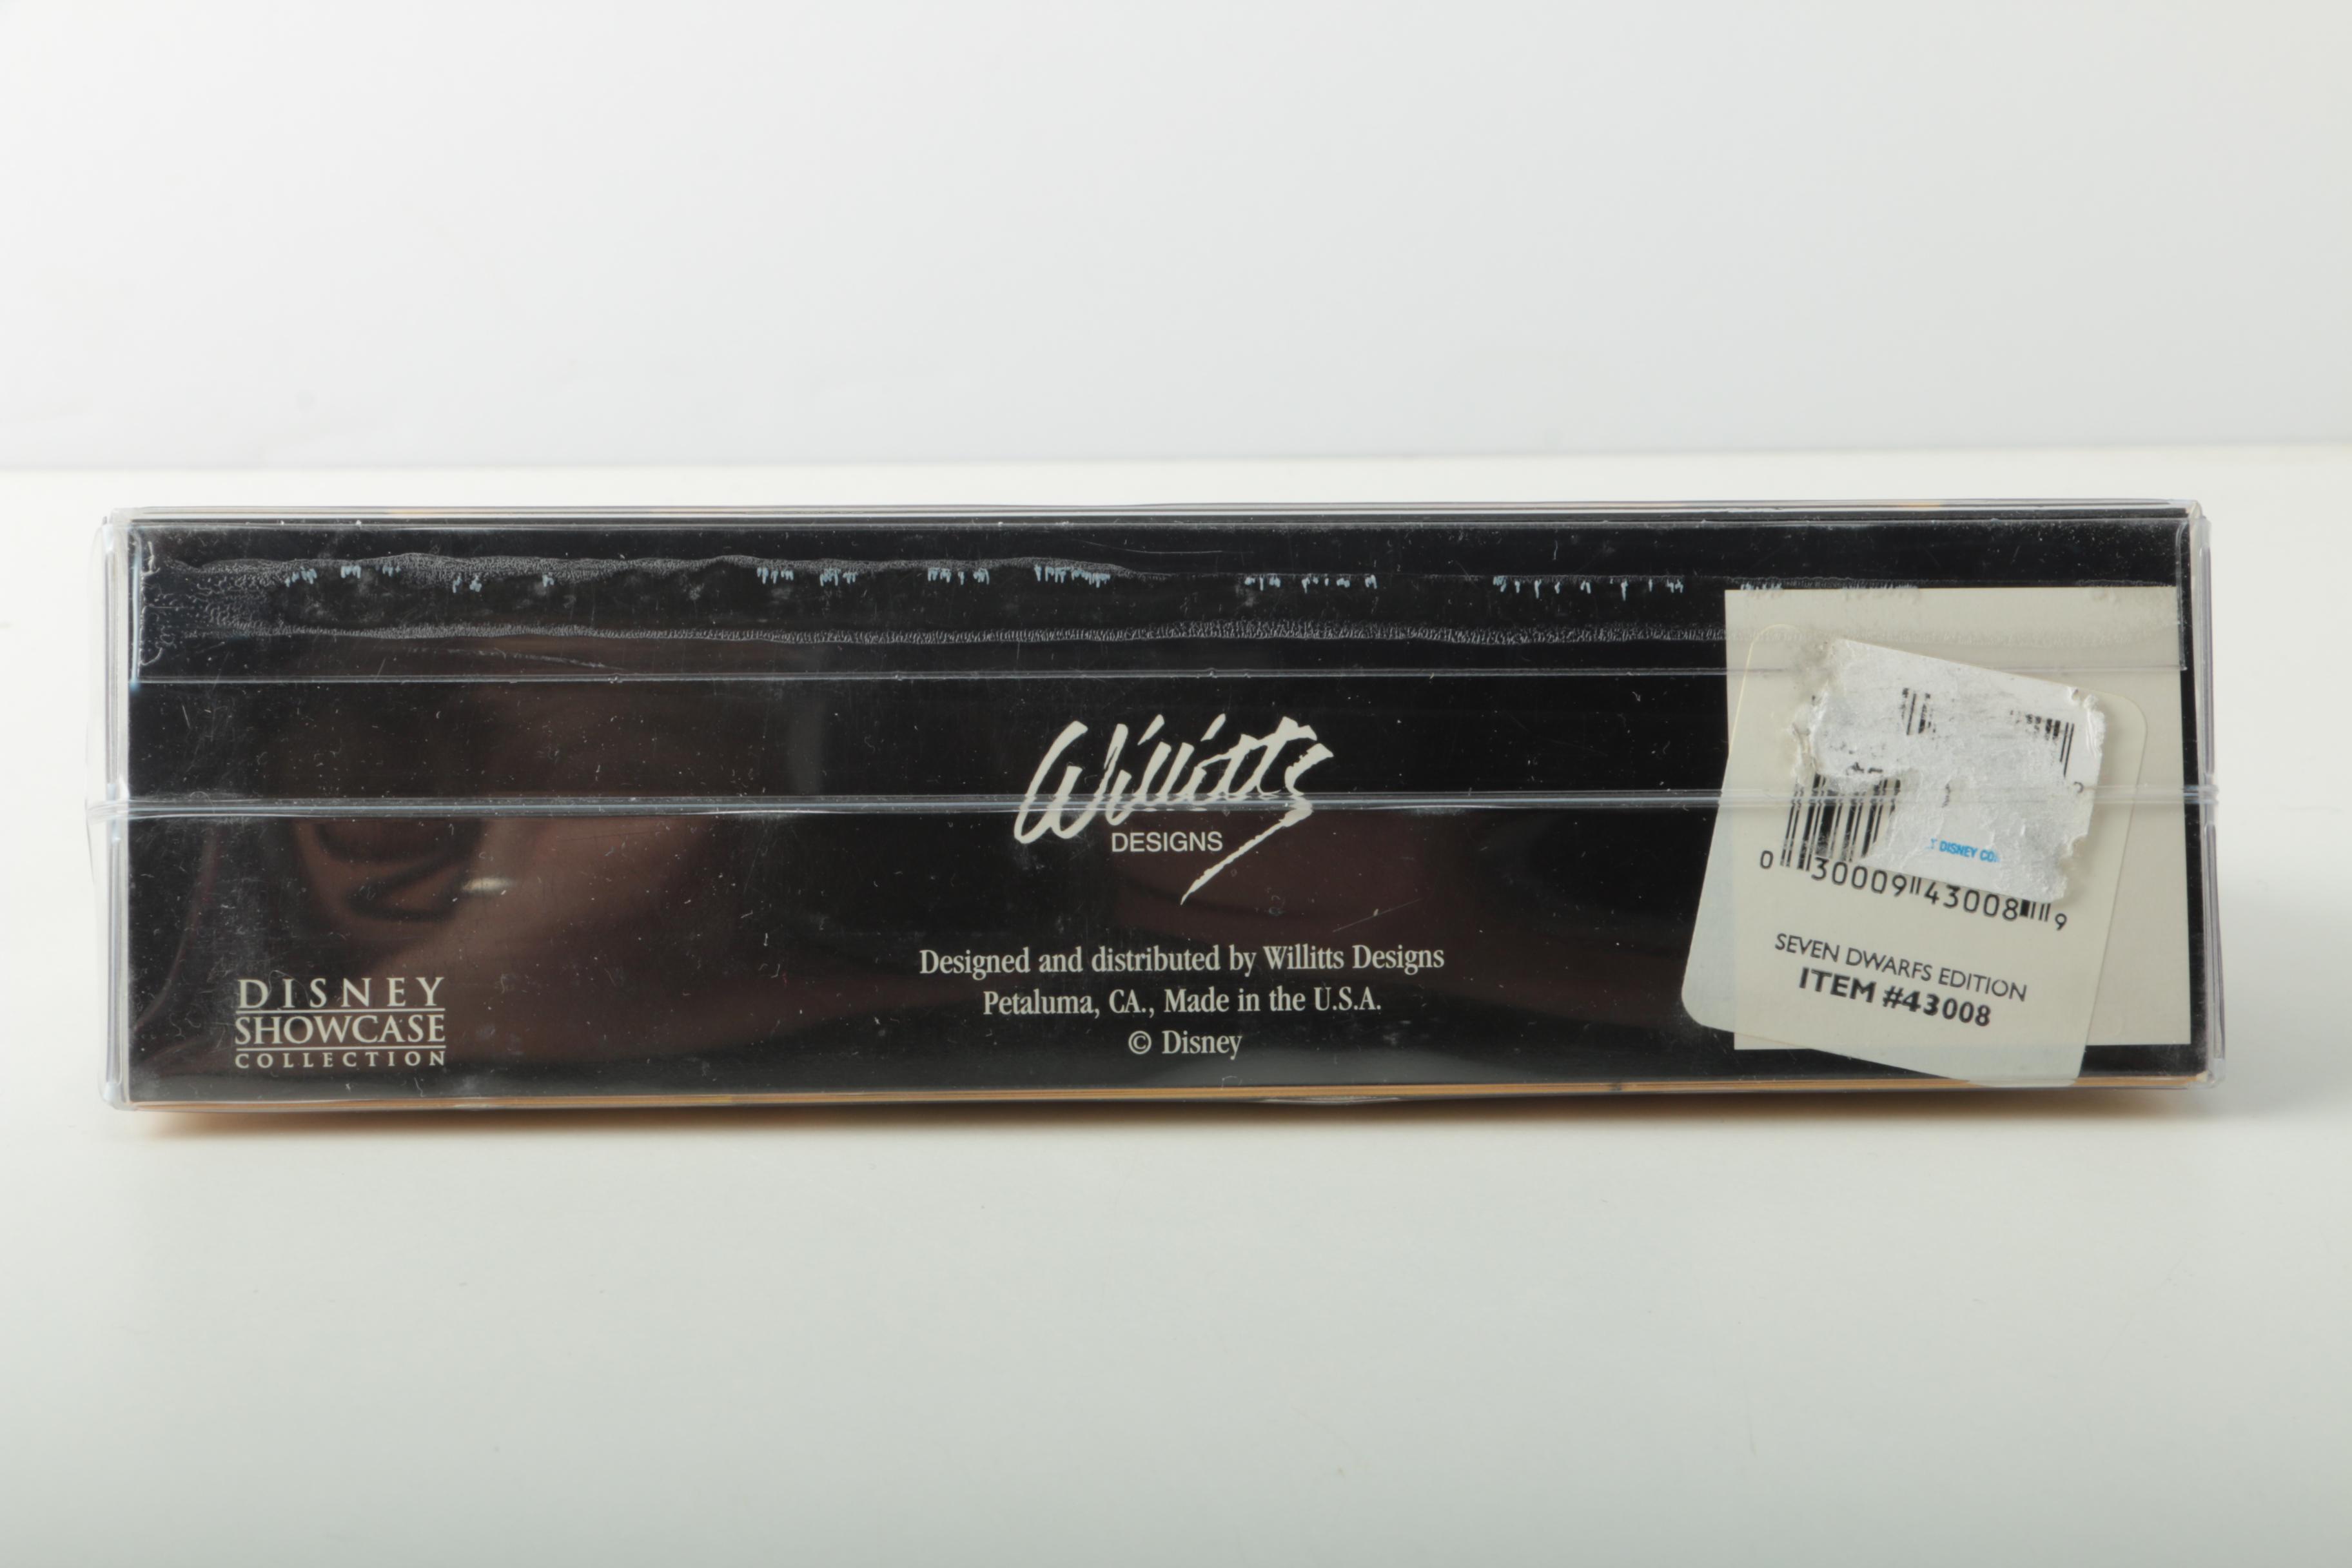 Willitts
DESIGNS
Designed and distributed by Willitts Designs
Petaluma, CA., Made in the U.S.A.
© Disney
DISNEY
SHOWCASE
COLLECTION
DISNEY
0 30009 43008 9
SEVEN DWARFS EDITION
ITEM #43008